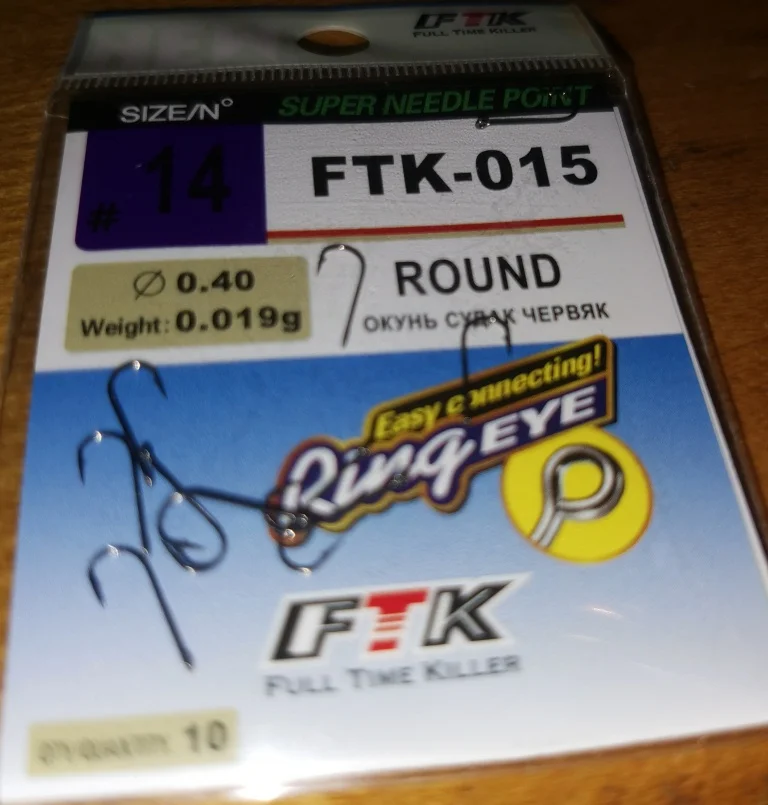 FTK
FULL TIME KILLER
SIZE/N° SUPER NEEDLE POINT
# 14 FTK-015
Ø 0.40
Weight: 0.019g
ROUND
ОКУНЬ СУДАК ЧЕРВЯК
Easy connecting!
Ring EYE
FTK
FULL TIME KILLER
10